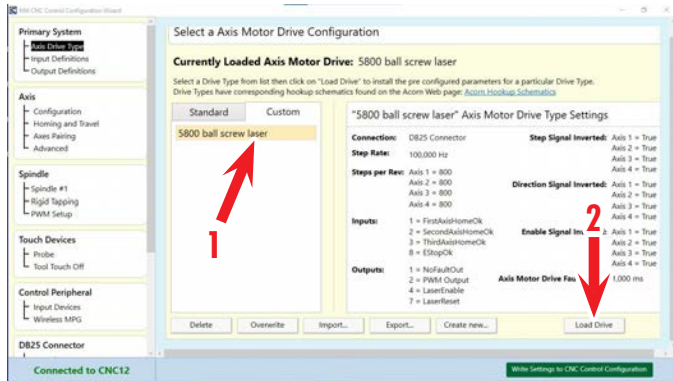 NM CNC Control Configuration Wizard
Primary System
Axis Drive Type
Input Definitions
Output Definitions
Axis
Configuration
Homing and Travel
Axes Pairing
Advanced
Spindle
Spindle #1
Rigid Tapping
PWM Setup
Touch Devices
Probe
Tool Touch Off
Control Peripheral
Input Devices
Wireless MPG
DB25 Connector
Connected to CNC12
Select a Axis Motor Drive Configuration
Currently Loaded Axis Motor Drive: 5800 ball screw laser
Select a Drive Type from list then click on "Load Drive" to install the pre configured parameters for a particular Drive Type.
Drive Types have corresponding hookup schematics found on the Acorn Web page: Acorn Hookup Schematics
Standard Custom
5800 ball screw laser
1
Delete Overwrite Import... Export... Create new... Load Drive
"5800 ball screw laser" Axis Motor Drive Type Settings
Connection: DB25 Connector
Step Rate: 100,000 Hz
Steps per Rev: Axis 1 = 800
Axis 2 = 800
Axis 3 = 800
Axis 4 = 800
Inputs: 1 = FirstAxisHomeOk
2 = SecondAxisHomeOk
3 = ThirdAxisHomeOk
8 = EStopOk
Outputs: 1 = NoFaultOut
2 = PWM Output
4 = LaserEnable
7 = LaserReset
Step Signal Inverted: Axis 1 = True
Axis 2 = True
Axis 3 = True
Axis 4 = True
Direction Signal Inverted: Axis 1 = True
Axis 2 = True
Axis 3 = True
Axis 4 = True
2
Enable Signal Axis 1 = True
Axis 2 = True
Axis 3 = True
Axis 4 = True
Axis Motor Drive 1,000 ms
Write Settings to CNC Control Configuration